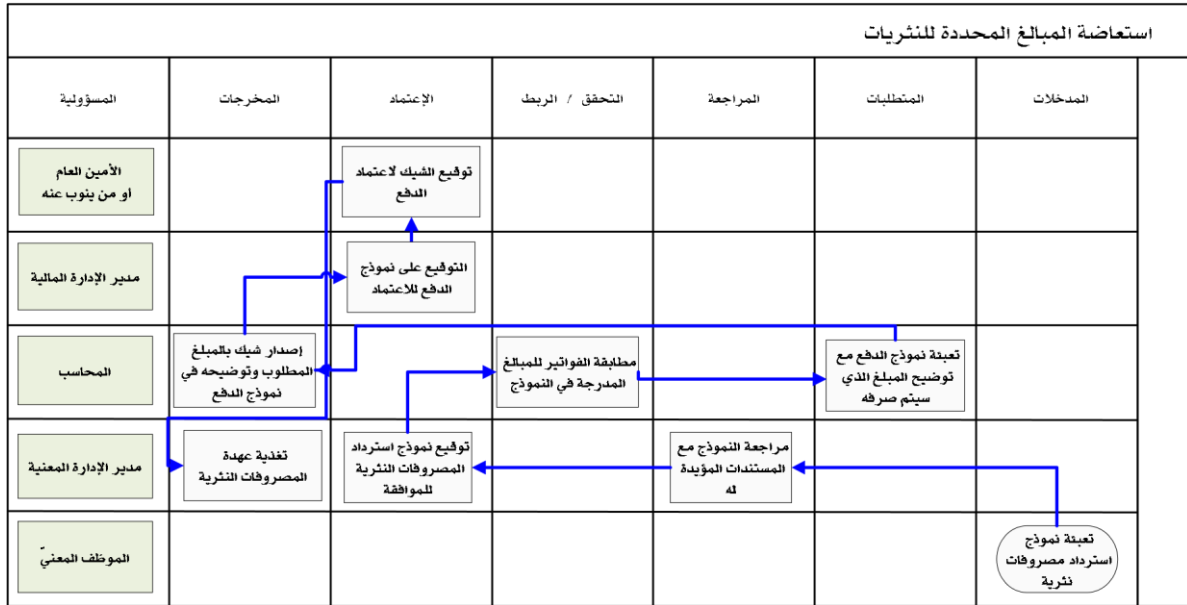 استعاضة المبالغ المحددة للنثريات
المدخلات
المتطلبات
المراجعة
التحقق / الربط
الإعتماد
المخرجات
المسؤولية
توقيع الشيك لاعتماد
الدفع
الأمين العام
او من ينوب عنه
التوقيع على نموذج
الدفع للاعتماد
مدير الإدارة المالية
تعبئة نموذج الدفع مع
توضيح المبلغ الذي
سيتم صرفه
مطابقة الفواتير للمبالغ
المدرجة في النموذج
إصدار شيك بالمبلغ
المطلوب وتوضيحه في
نموذج الدفع
المحاسب
مراجعة النموذج مع
المستندات المؤيدة
له
توقيع نموذج استرداد
المصروفات النثرية
للموافقة
تغذية عهدة
المصروفات النثرية
مدير الإدارة المعنية
تعبئة نموذج
استرداد مصروفات
نثرية
الموظف المعنيّ